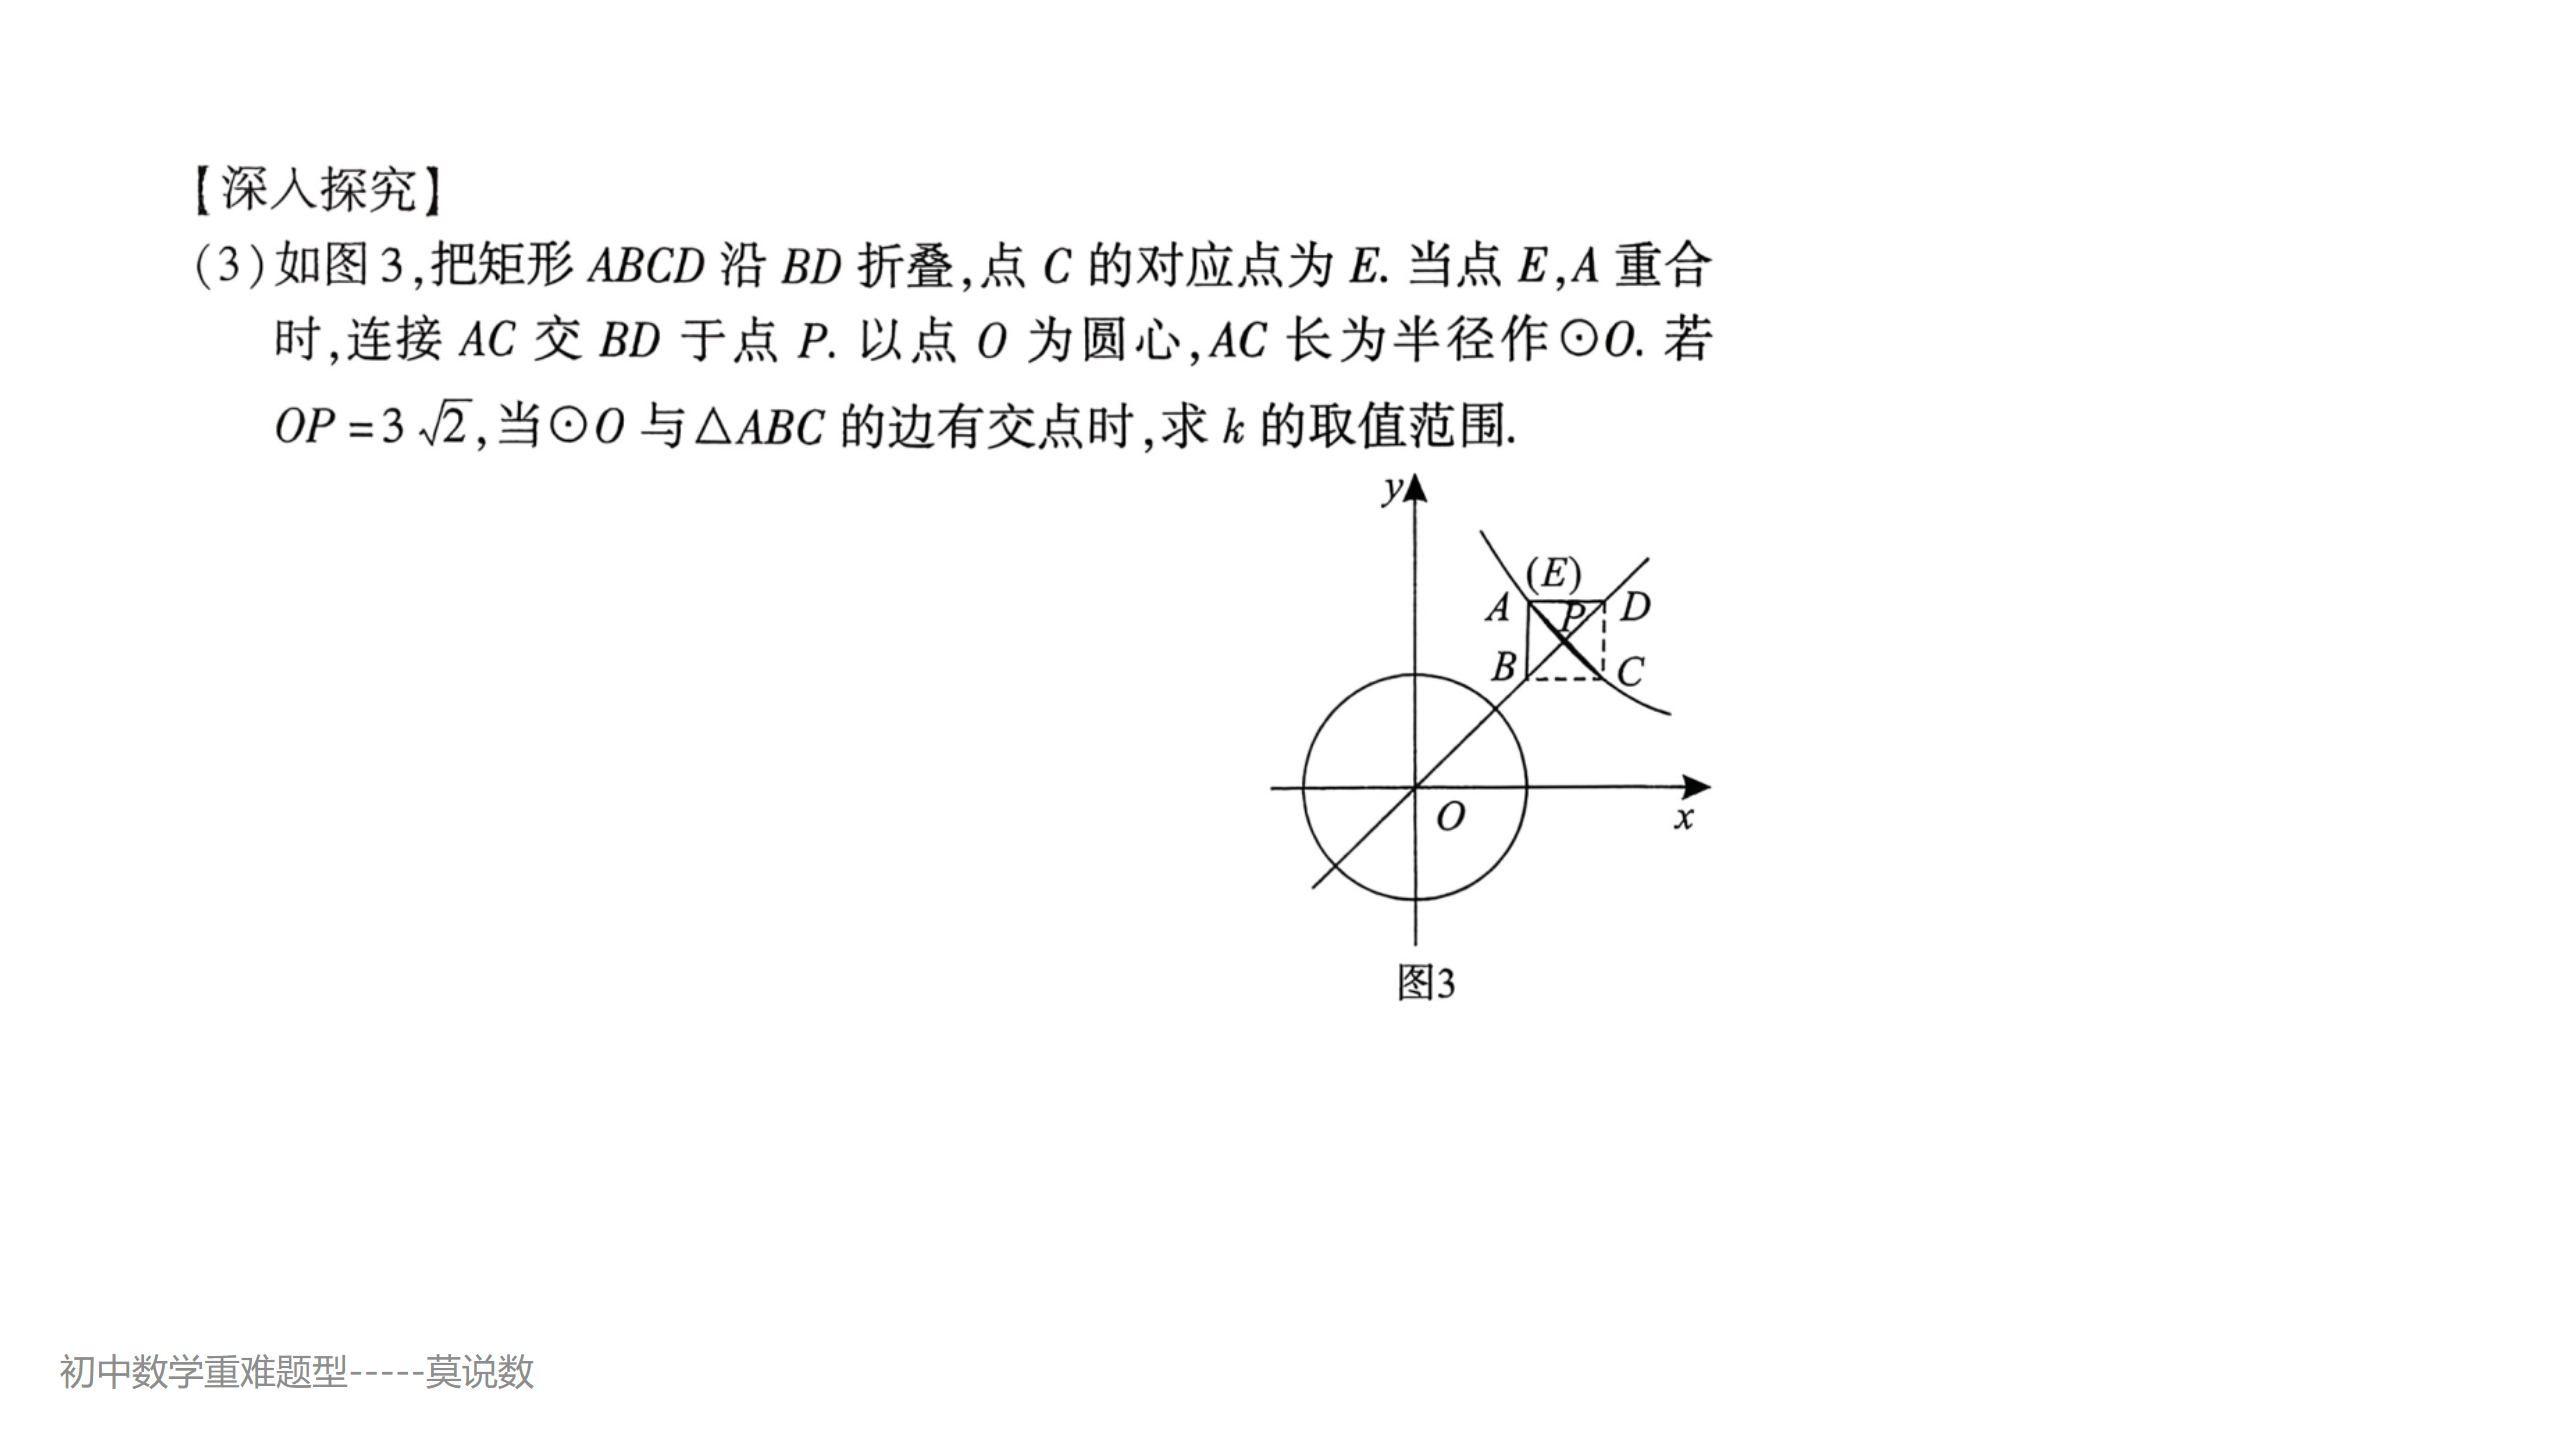 【深入探究】
(3)如图3,把矩形ABCD沿BD折叠,点C的对应点为E.当点E,A重合
时,连接AC交BD于点P.以点O为圆心,AC长为半径作⊙O.若
OP=3√2,当⊙O与△ABC的边有交点时,求k的取值范围.
y
(E)
A
P
D
B
C
O
x
图3
初中数学重难题型-----莫说数